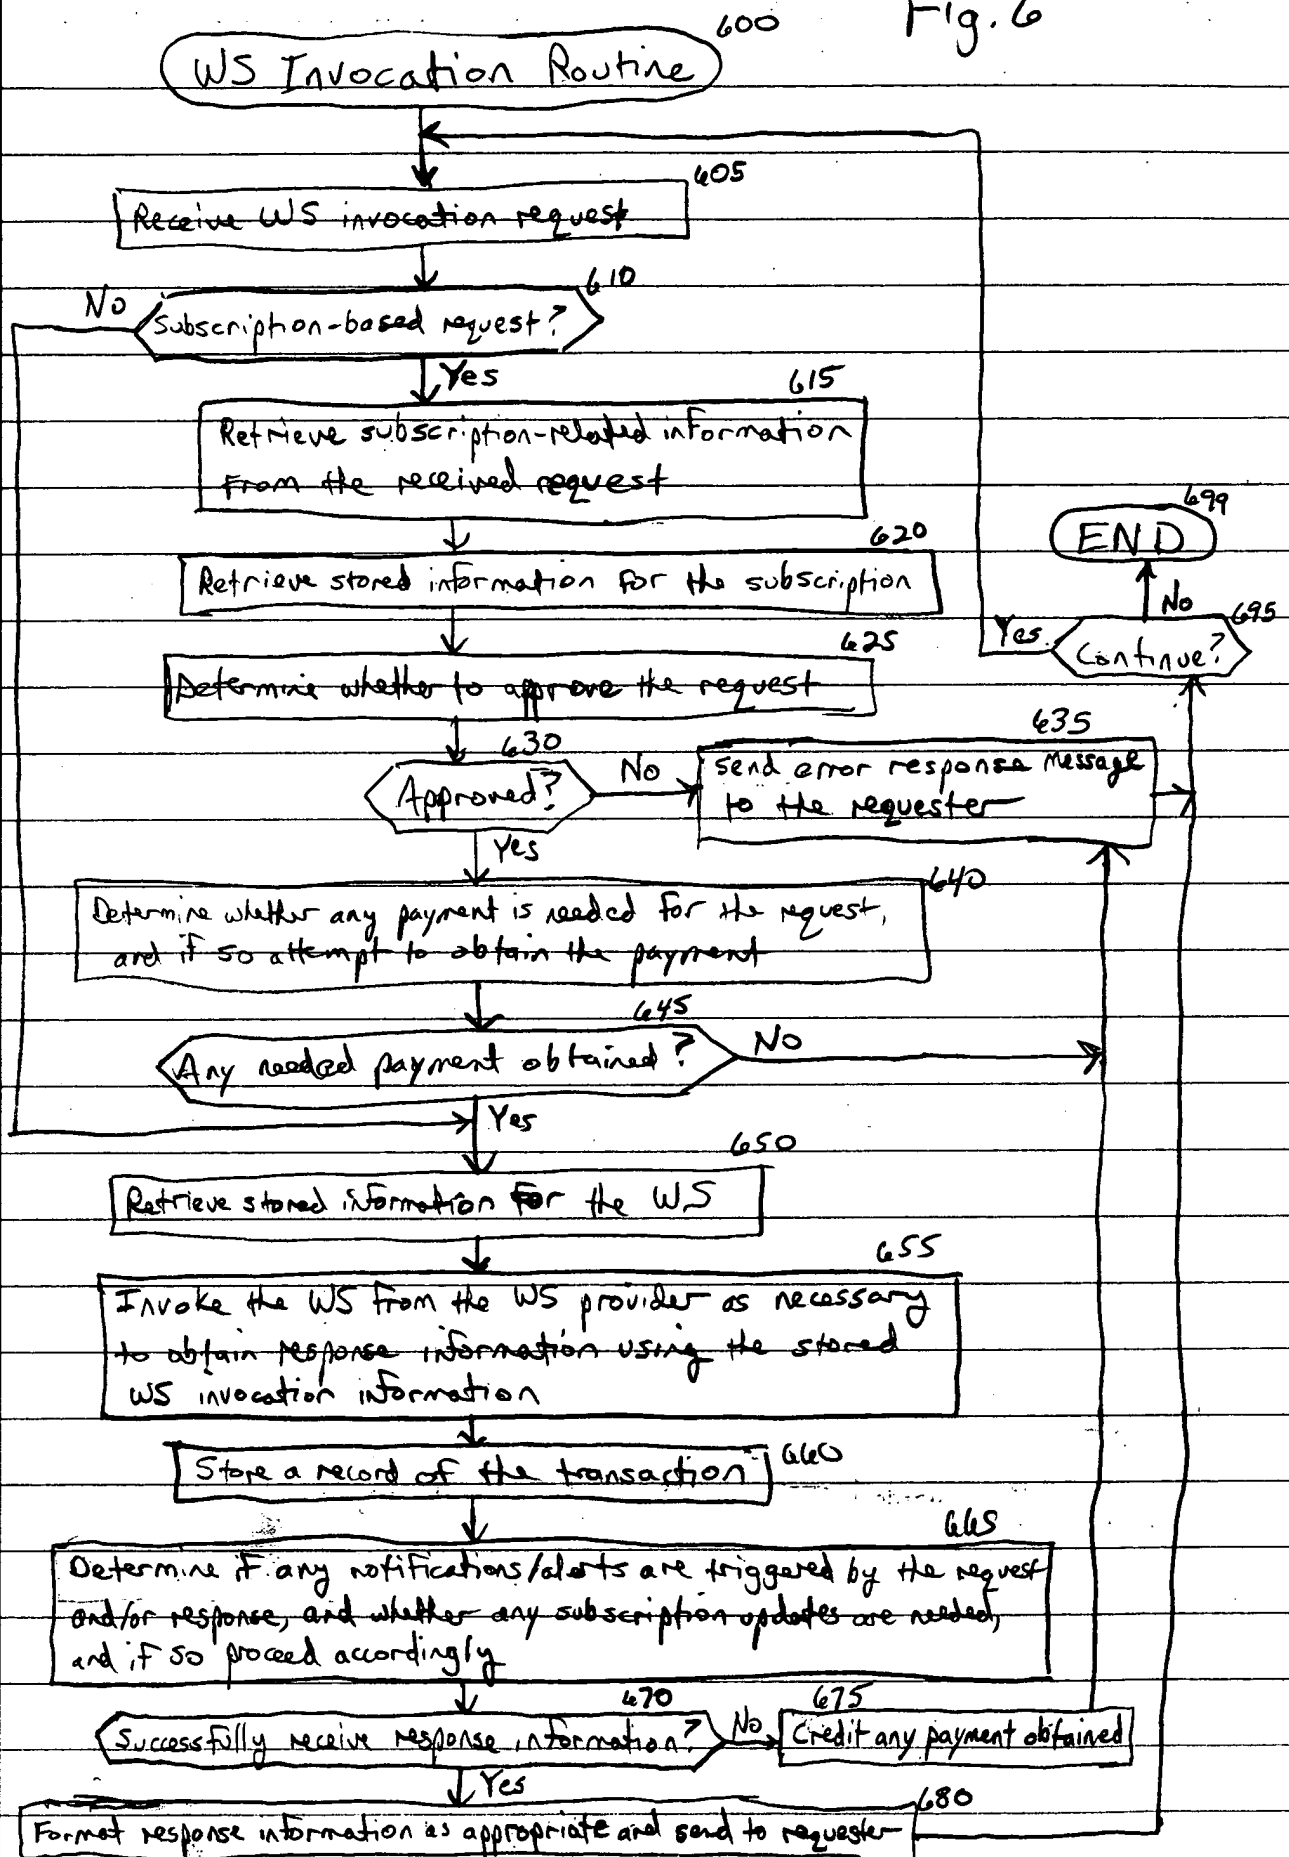 Fig. 6
600
WS Invocation Routine
605
Receive WS invocation request
610
No
Subscription-based request?
Yes
615
Retrieve subscription-related information
from the received request
699
END
620
Retrieve stored information for the subscription
No
695
Yes
Continue?
625
Determine whether to approve the request
630
635
Approved?
No
send error response message
to the requester
Yes
640
Determine whether any payment is needed for the request,
and if so attempt to obtain the payment
645
Any needed payment obtained?
No
Yes
650
Retrieve stored information for the WS
655
Invoke the WS from the WS provider as necessary
to obtain response information using the stored
WS invocation information
660
Store a record of the transaction
665
Determine if any notifications/alerts are triggered by the request
and/or response, and whether any subscription updates are needed,
and if so proceed accordingly
670
675
Successfully receive response information?
No
Credit any payment obtained
Yes
680
Format response information as appropriate and send to requester